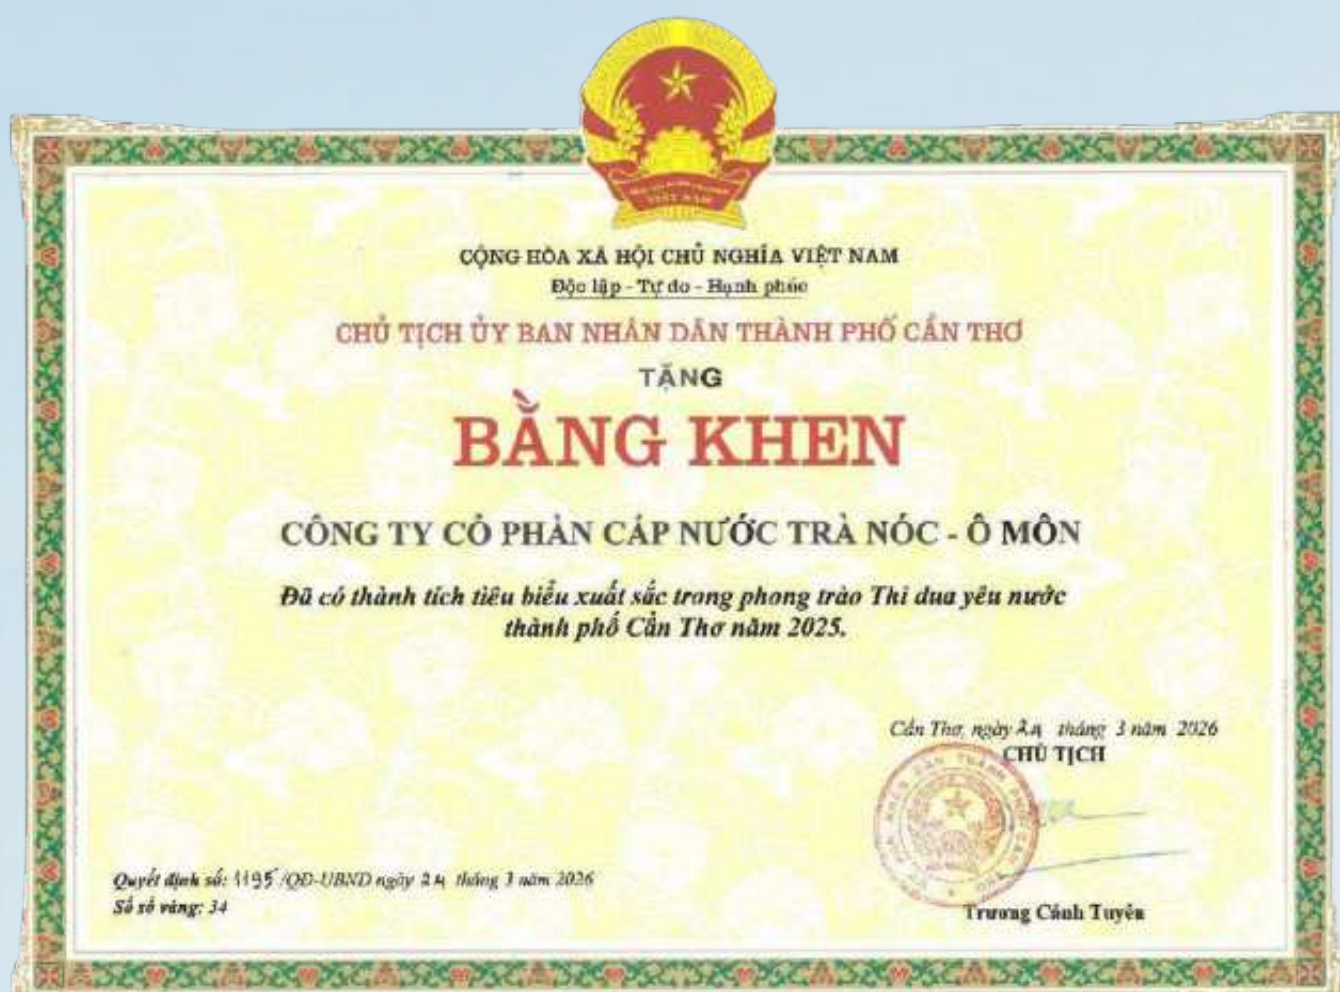 VIỆT NAM
CỘNG HÒA XÃ HỘI CHỦ NGHĨA VIỆT NAM
Độc lập - Tự do - Hạnh phúc
CHỦ TỊCH ỦY BAN NHÂN DÂN THÀNH PHỐ CẦN THƠ
TẶNG
BẰNG KHEN
CÔNG TY CỔ PHẦN CẤP NƯỚC TRÀ NÓC - Ô MÔN
Đã có thành tích tiêu biểu xuất sắc trong phong trào Thi đua yêu nước
thành phố Cần Thơ năm 2025.
Cần Thơ, ngày 24 tháng 3 năm 2026
CHỦ TỊCH
Quyết định số: 1195/QĐ-UBND ngày 24 tháng 3 năm 2026
Số sổ vàng: 34
Trương Cảnh Tuyên